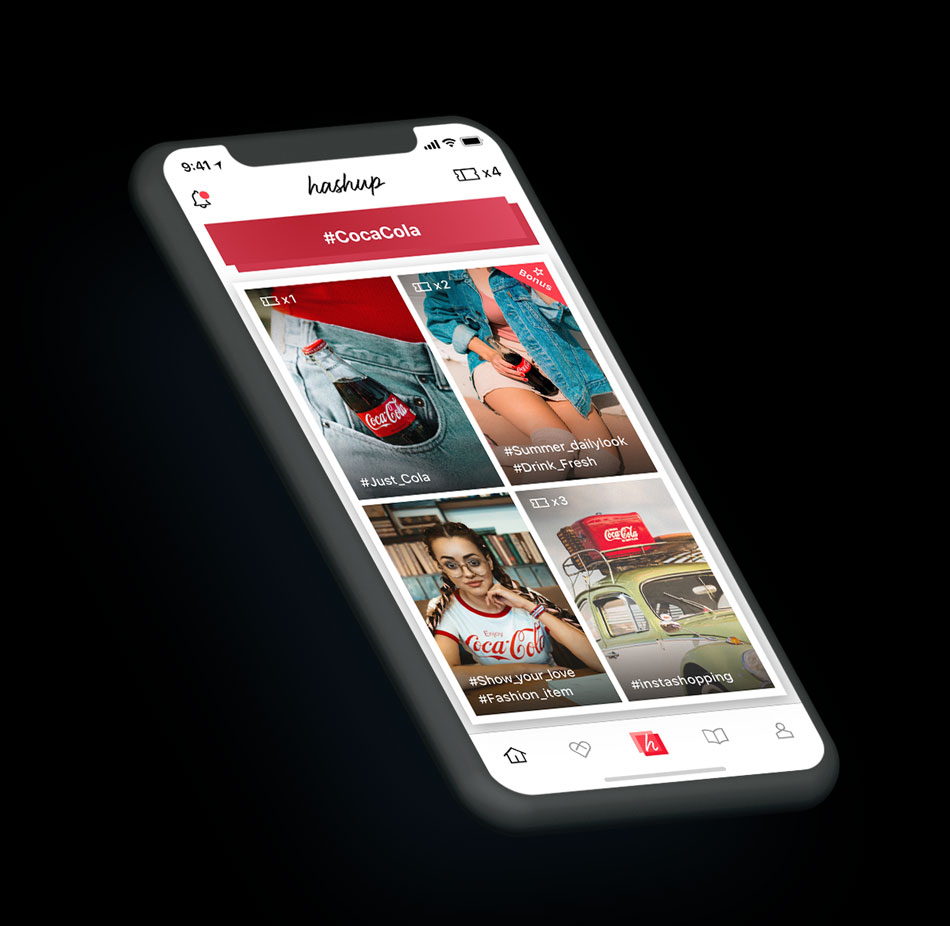 9:41
hashup
x4
#CocaCola
x1
x2
Bonus
Coca-Cola
#Just_Cola
#Summer_dailylook
#Drink_Fresh
x3
Coca-Cola
Enjoy
Coca-Cola
#Show_your_love
#Fashion_item
#instashopping
h